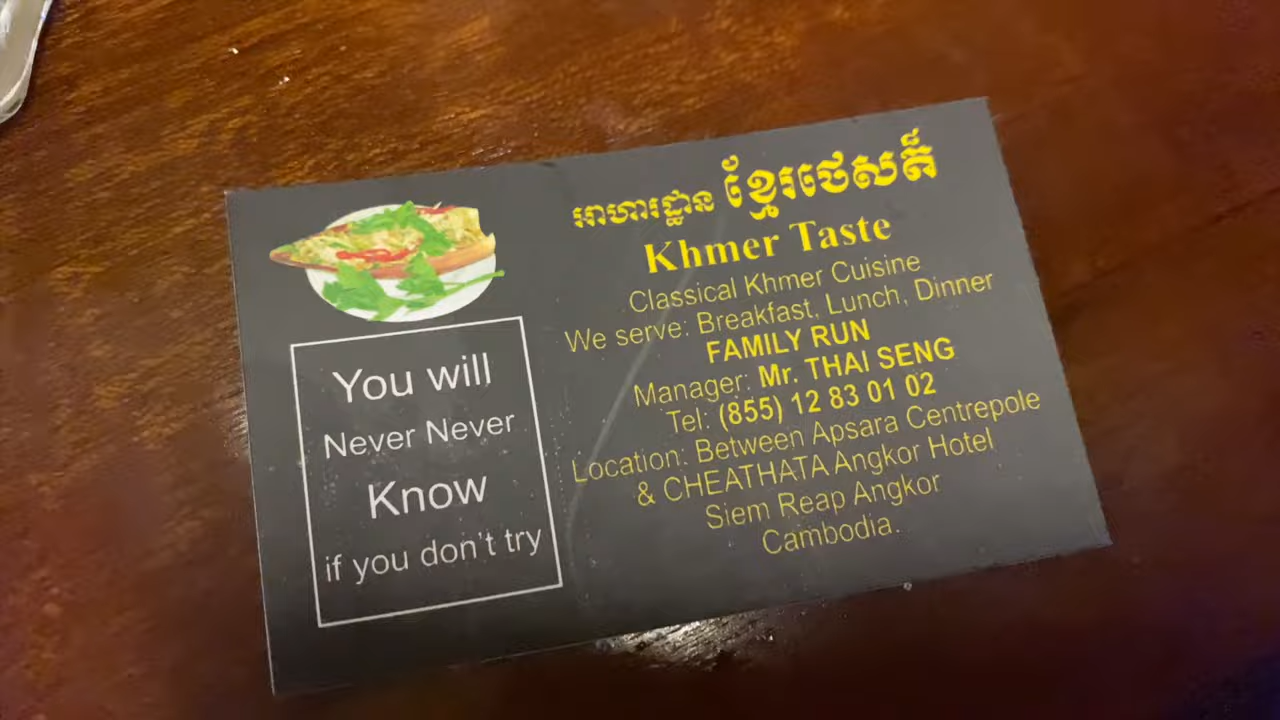 អាហារដ្ឋាន ខ្មែរថេសត៏
Khmer Taste
Classical Khmer Cuisine
We serve: Breakfast, Lunch, Dinner
FAMILY RUN
Manager: Mr. THAI SENG
Tel: (855) 12 83 01 02
Location: Between Apsara Centrepole
& CHEATHATA Angkor Hotel
Siem Reap Angkor
Cambodia.
You will
Never Never
Know
if you don't try